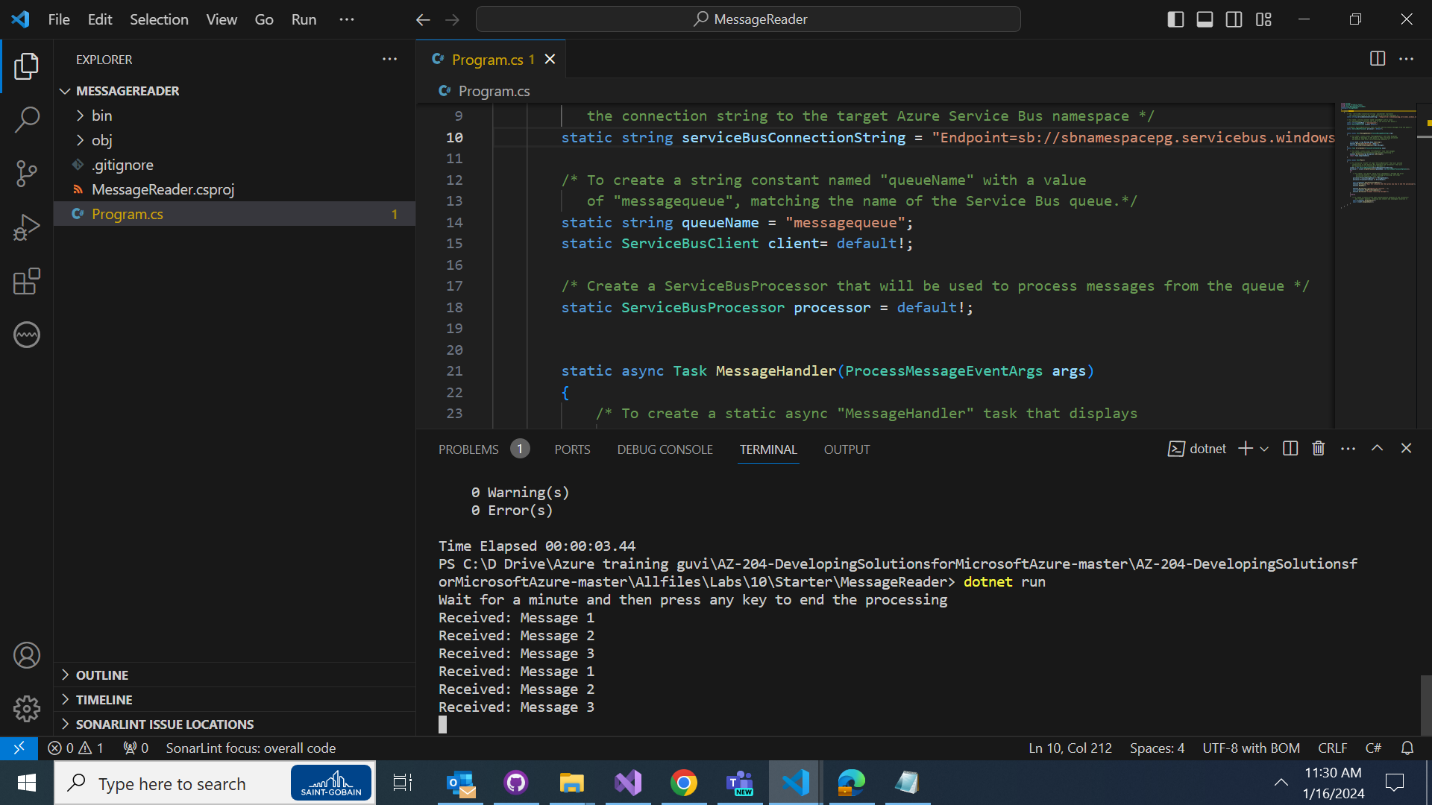 File Edit Selection View Go Run ···
MessageReader
EXPLORER
MESSAGEREADER
bin
obj
.gitignore
MessageReader.csproj
Program.cs 1
OUTLINE
TIMELINE
SONARLINT ISSUE LOCATIONS
Program.cs 1
Program.cs
9 the connection string to the target Azure Service Bus namespace */
10 static string serviceBusConnectionString = "Endpoint=sb://sbnamespacepg.servicebus.windows
11
12 /* To create a string constant named "queueName" with a value
13 of "messagequeue", matching the name of the Service Bus queue.*/
14 static string queueName = "messagequeue";
15 static ServiceBusClient client= default!;
16
17 /* Create a ServiceBusProcessor that will be used to process messages from the queue */
18 static ServiceBusProcessor processor = default!;
19
20
21 static async Task MessageHandler(ProcessMessageEventArgs args)
22 {
23 /* To create a static async "MessageHandler" task that displays
PROBLEMS 1 PORTS DEBUG CONSOLE TERMINAL OUTPUT dotnet
0 Warning(s)
0 Error(s)
Time Elapsed 00:00:03.44
PS C:\D Drive\Azure training guvi\AZ-204-DevelopingSolutionsforMicrosoftAzure-master\AZ-204-DevelopingSolutionsf
orMicrosoftAzure-master\Allfiles\Labs\10\Starter\MessageReader> dotnet run
Wait for a minute and then press any key to end the processing
Received: Message 1
Received: Message 2
Received: Message 3
Received: Message 1
Received: Message 2
Received: Message 3
0 1 0 SonarLint focus: overall code Ln 10, Col 212 Spaces: 4 UTF-8 with BOM CRLF C#
Type here to search
SAINT-GOBAIN
NEW
11:30 AM
1/16/2024